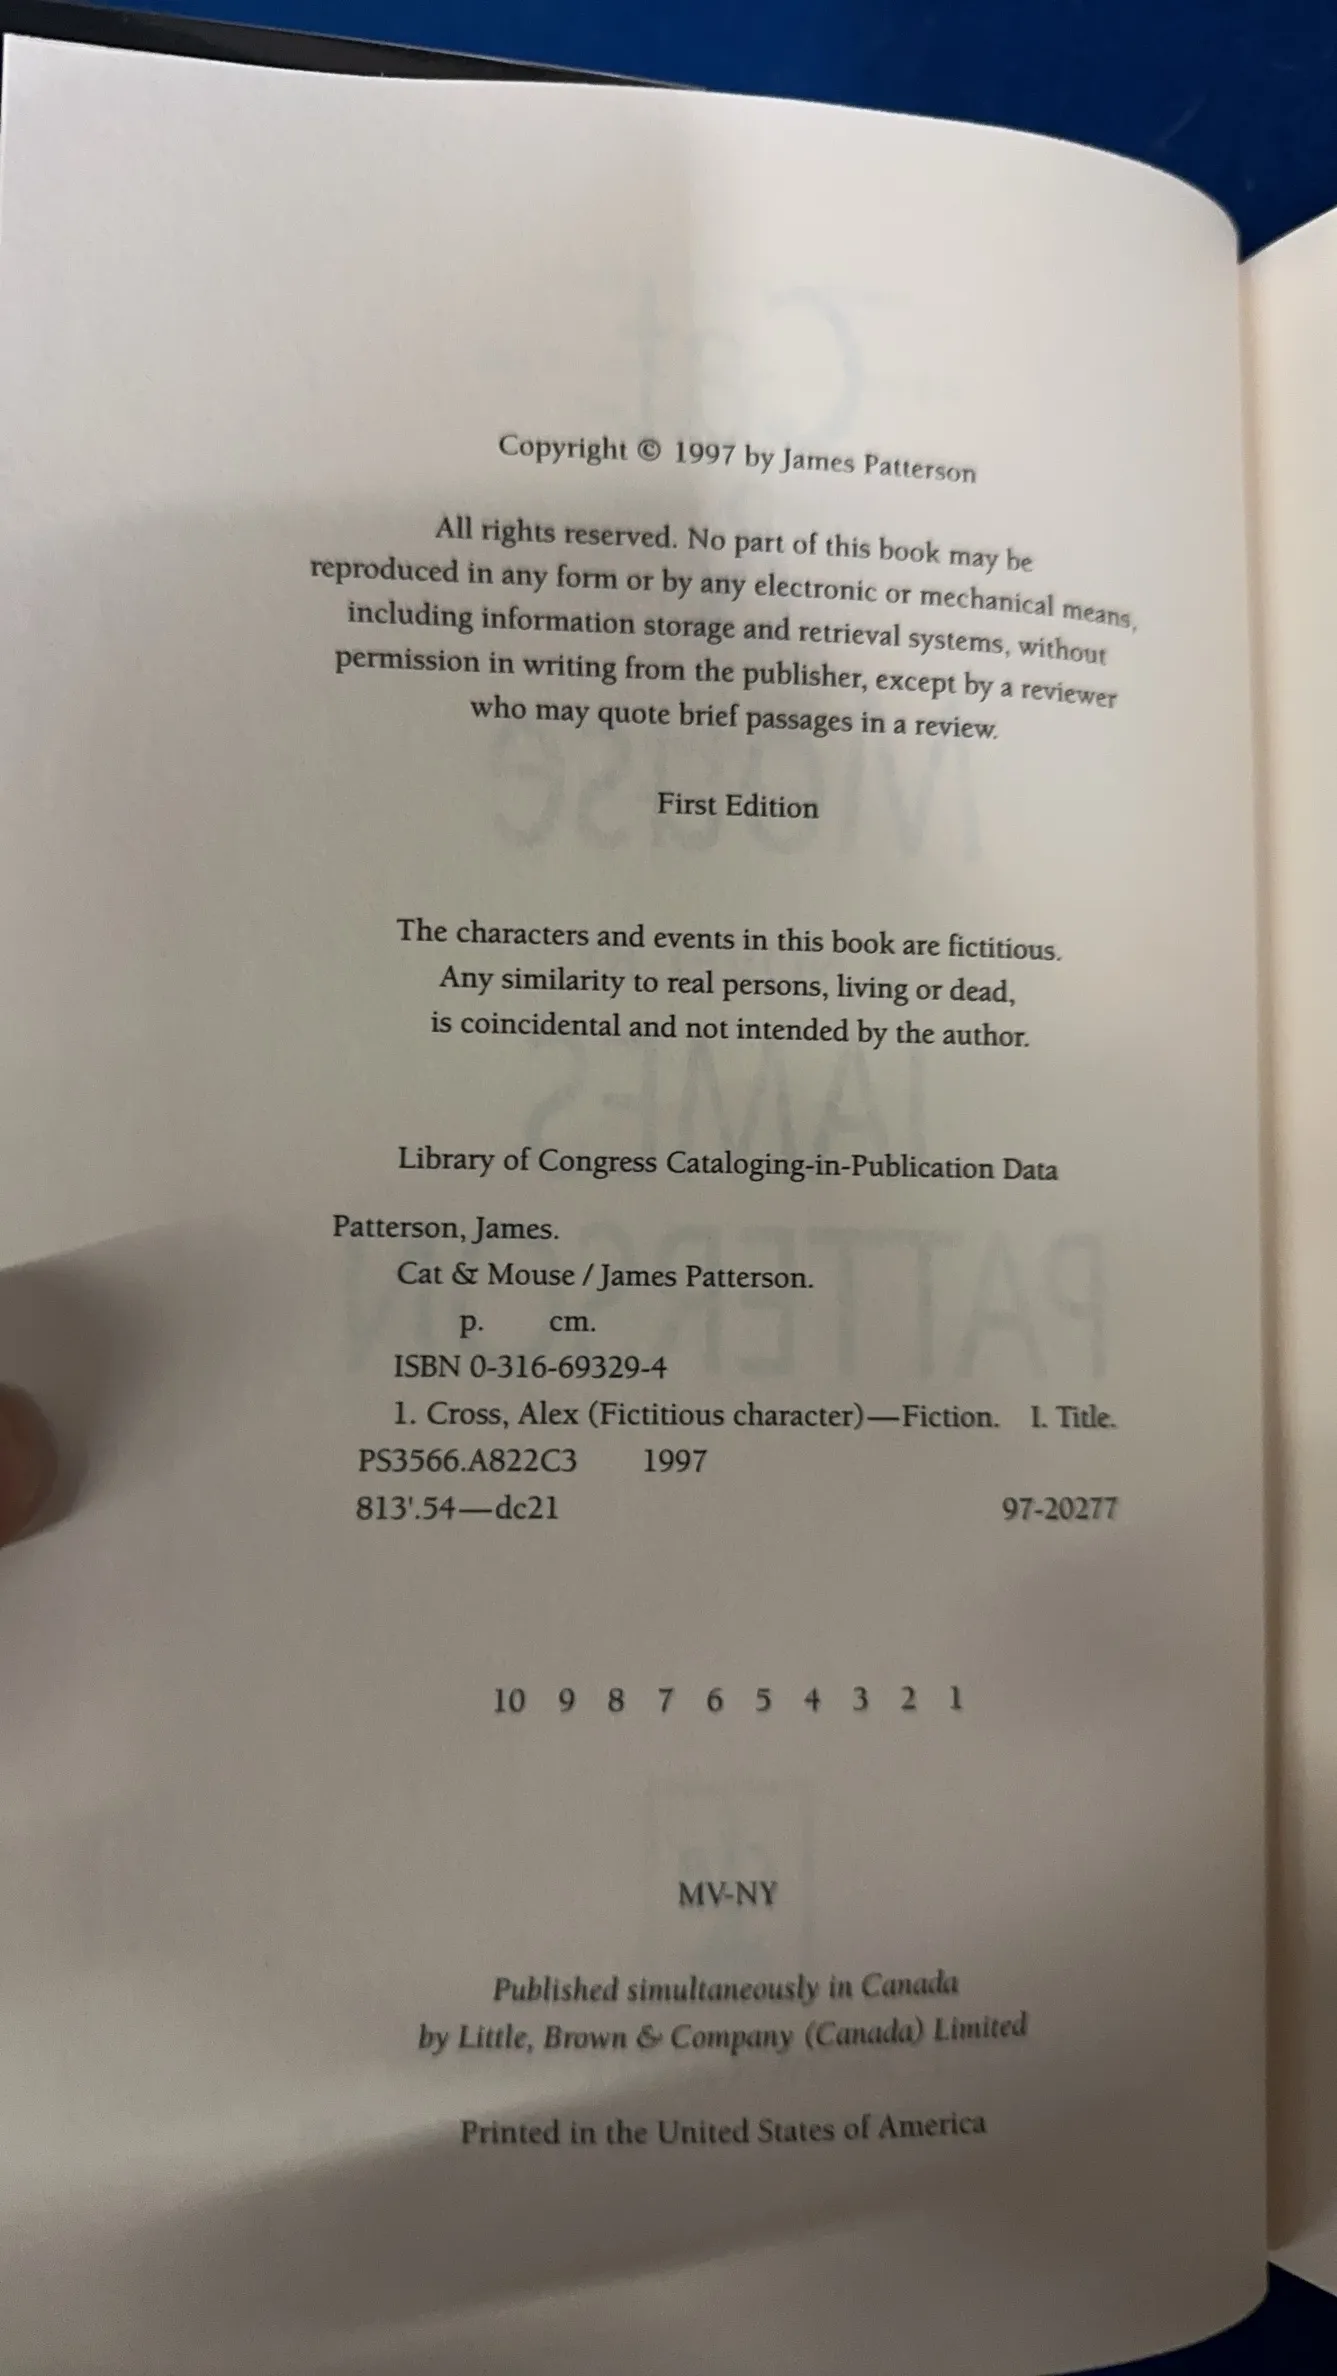 Copyright © 1997 by James Patterson
All rights reserved. No part of this book may be
reproduced in any form or by any electronic or mechanical means,
including information storage and retrieval systems, without
permission in writing from the publisher, except by a reviewer
who may quote brief passages in a review.
First Edition
The characters and events in this book are fictitious.
Any similarity to real persons, living or dead,
is coincidental and not intended by the author.
Library of Congress Cataloging-in-Publication Data
Patterson, James.
Cat & Mouse / James Patterson.
p. cm.
ISBN 0-316-69329-4
1. Cross, Alex (Fictitious character)—Fiction. I. Title.
PS3566.A822C3 1997
813'.54—dc21 97-20277
10 9 8 7 6 5 4 3 2 1
MV-NY
Published simultaneously in Canada
by Little, Brown & Company (Canada) Limited
Printed in the United States of America